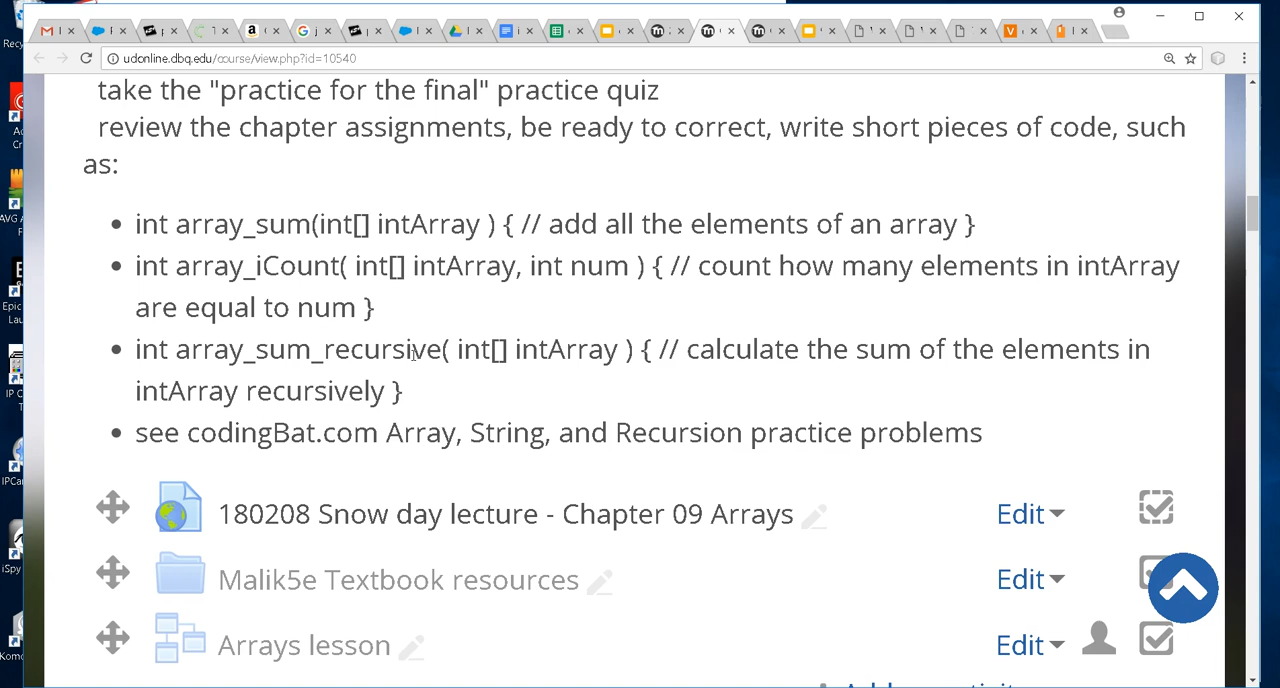 udonline.dbq.edu/course/view.php?id=10540
take the "practice for the final" practice quiz
review the chapter assignments, be ready to correct, write short pieces of code, such
as:
• int array_sum(int[] intArray ) { // add all the elements of an array }
• int array_iCount( int[] intArray, int num ) { // count how many elements in intArray
are equal to num }
• int array_sum_recursive( int[] intArray ) { // calculate the sum of the elements in
intArray recursively }
• see codingBat.com Array, String, and Recursion practice problems
180208 Snow day lecture - Chapter 09 Arrays Edit
Malik5e Textbook resources Edit
Arrays lesson Edit